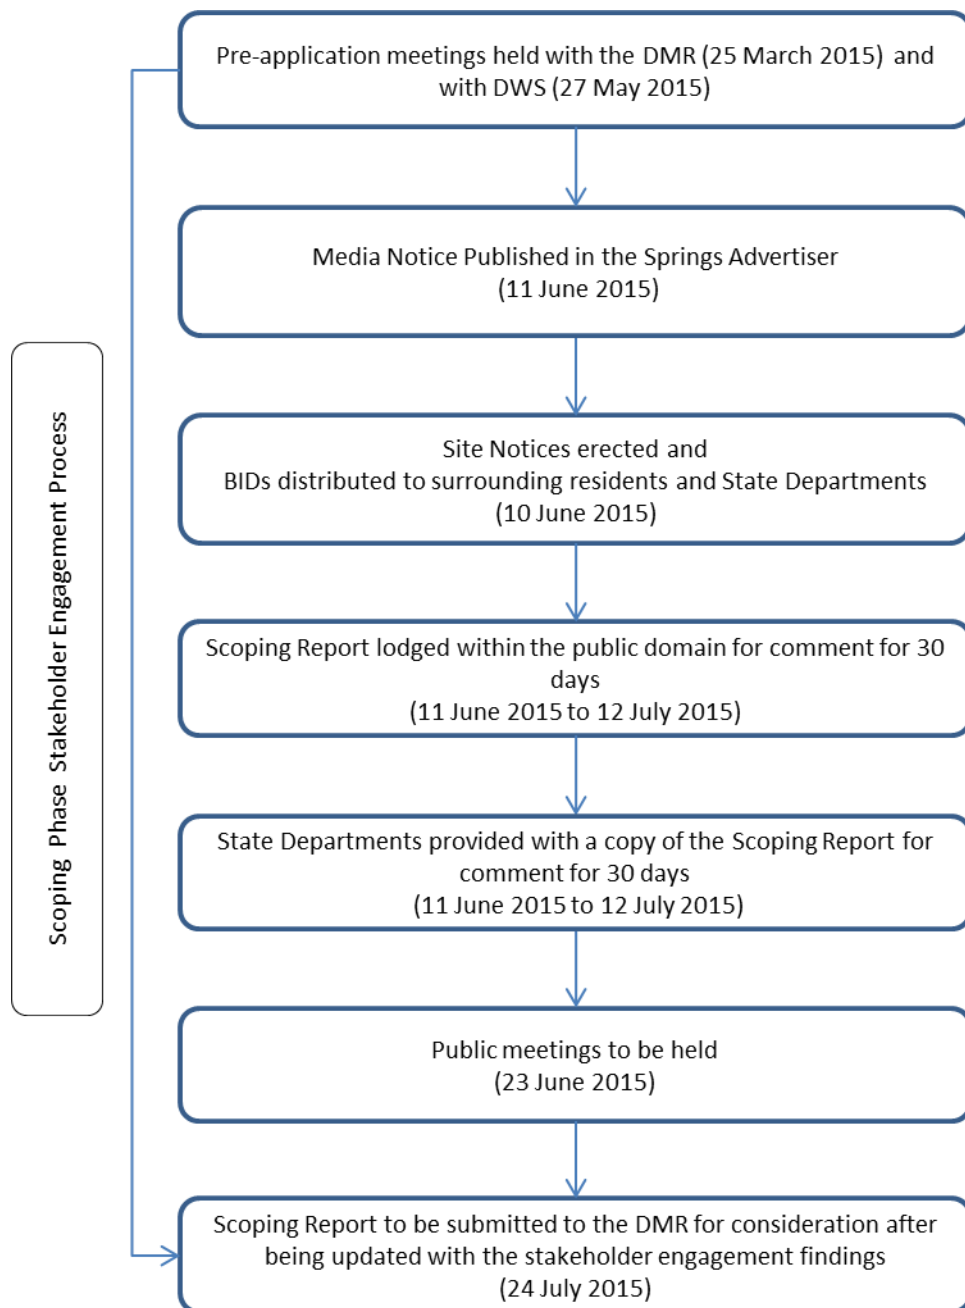 Pre-application meetings held with the DMR (25 March 2015) and
with DWS (27 May 2015)
Media Notice Published in the Springs Advertiser
(11 June 2015)
Site Notices erected and
BIDs distributed to surrounding residents and State Departments
(10 June 2015)
Scoping Report lodged within the public domain for comment for 30
days
(11 June 2015 to 12 July 2015)
State Departments provided with a copy of the Scoping Report for
comment for 30 days
(11 June 2015 to 12 July 2015)
Public meetings to be held
(23 June 2015)
Scoping Report to be submitted to the DMR for consideration after
being updated with the stakeholder engagement findings
(24 July 2015)
Scoping Phase Stakeholder Engagement Process